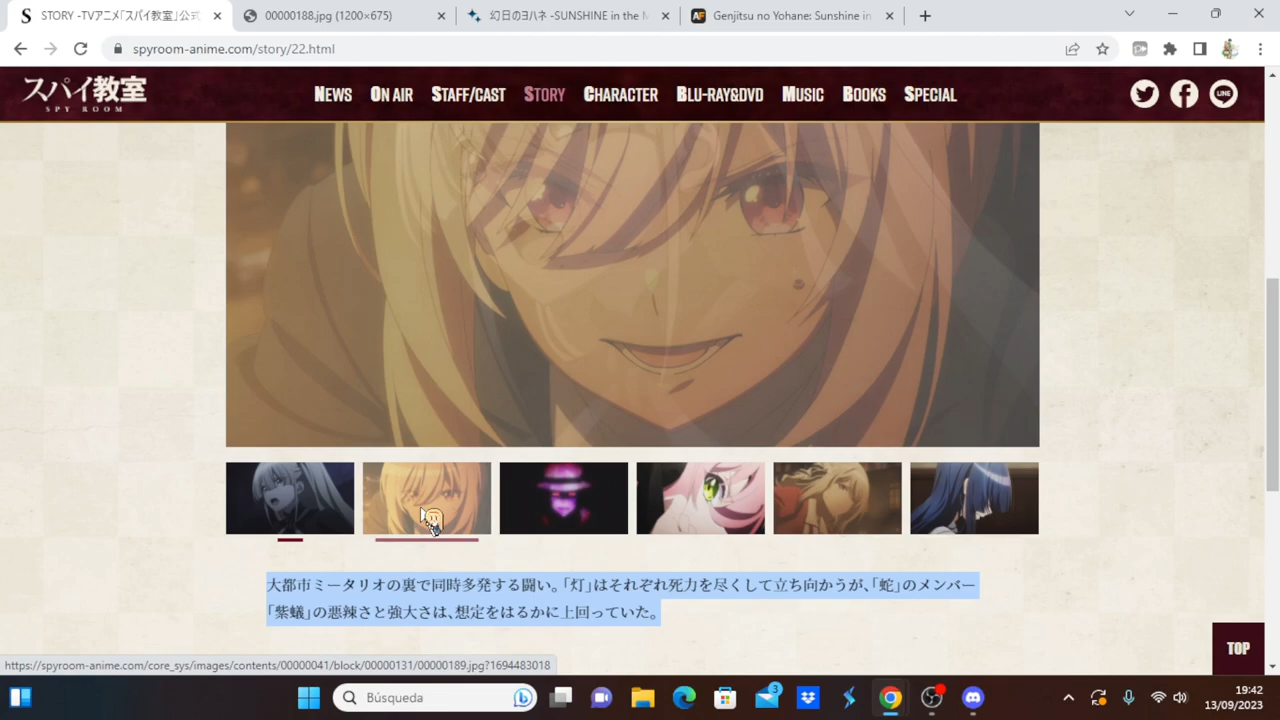 STORY -TVアニメ「スパイ教室」公式
00000188.jpg (1200×675)
幻日のヨハネ -SUNSHINE in the M
Genjitsu no Yohane: Sunshine in
spyroom-anime.com/story/22.html
スパイ教室
SPY ROOM
NEWS
ON AIR
STAFF/CAST
STORY
CHARACTER
BLU-RAY&DVD
MUSIC
BOOKS
SPECIAL
LINE
大都市ミータリオの裏で同時多発する闘い。「灯」はそれぞれ死力を尽くして立ち向かうが、「蛇」のメンバー
「紫蟻」の悪辣さと強大さは、想定をはるかに上回っていた。
TOP
https://spyroom-anime.com/core_sys/images/contents/00000041/block/00000131/00000189.jpg?1694483018
Búsqueda
3
19:42
13/09/2023